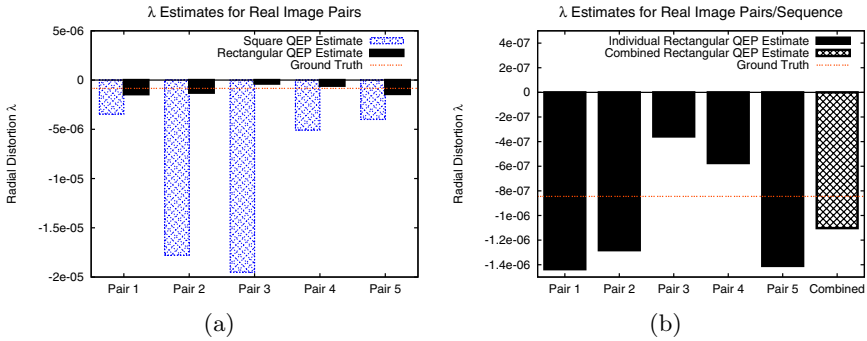 λ Estimates for Real Image Pairs
5e-06
0
-5e-06
-1e-05
-1.5e-05
-2e-05
Radial Distortion λ
Square QEP Estimate
Rectangular QEP Estimate
Ground Truth
Pair 1 Pair 2 Pair 3 Pair 4 Pair 5
(a)
λ Estimates for Real Image Pairs/Sequence
4e-07
2e-07
0
-2e-07
-4e-07
-6e-07
-8e-07
-1e-06
-1.2e-06
-1.4e-06
Radial Distortion λ
Individual Rectangular QEP Estimate
Combined Rectangular QEP Estimate
Ground Truth
Pair 1 Pair 2 Pair 3 Pair 4 Pair 5 Combined
(b)